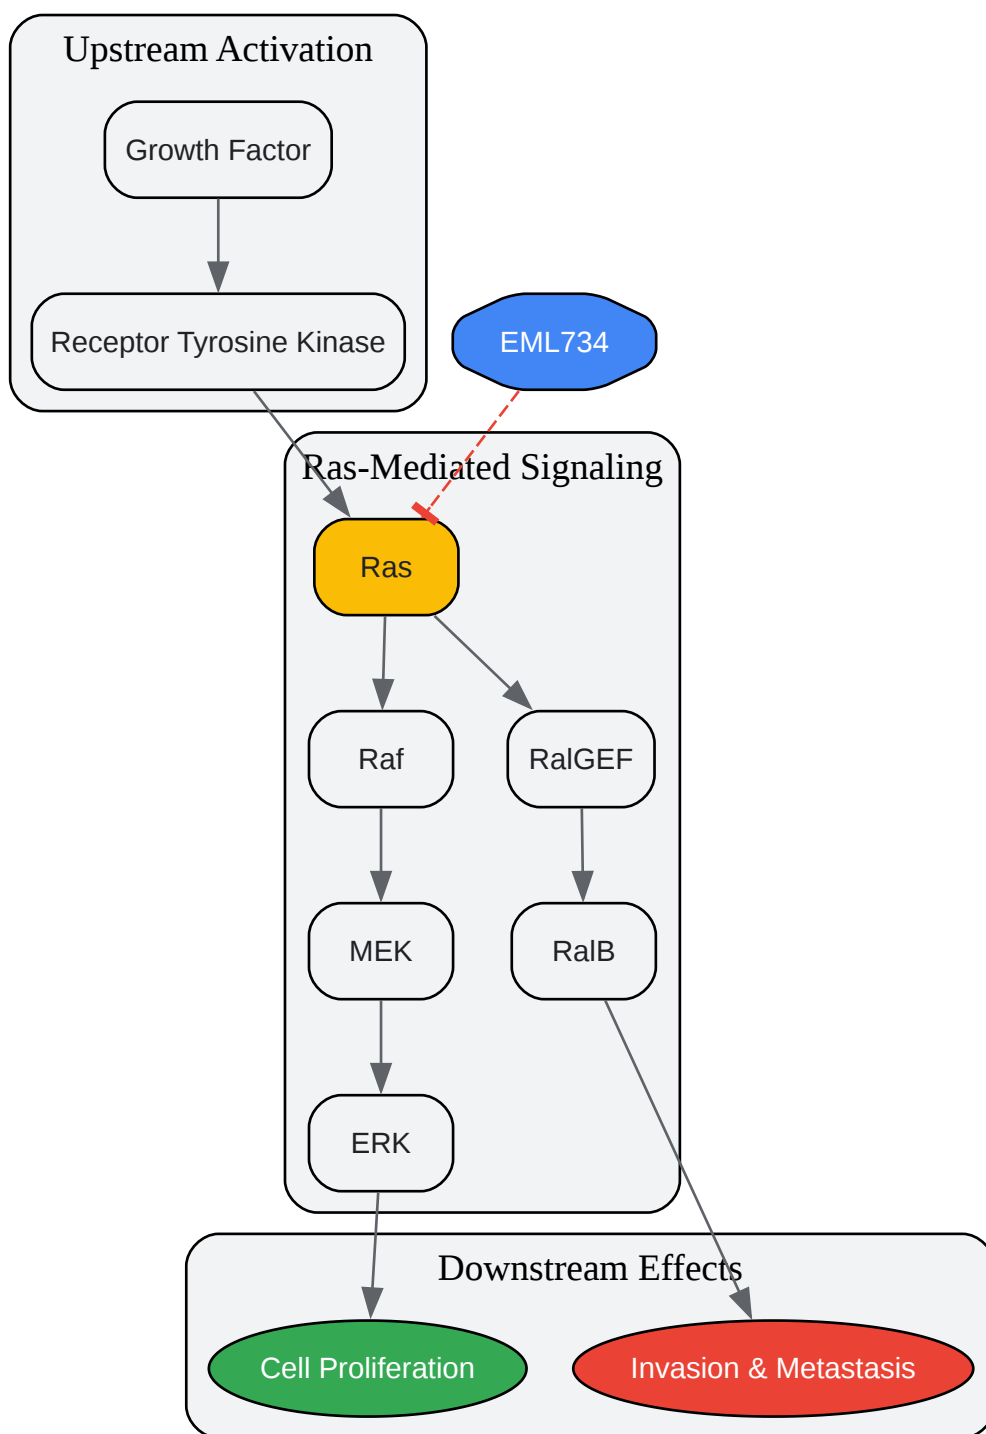 Upstream Activation
Growth Factor
Receptor Tyrosine Kinase
EML734
Ras-Mediated Signaling
Ras
Raf
RalGEF
MEK
RalB
ERK
Downstream Effects
Cell Proliferation
Invasion & Metastasis